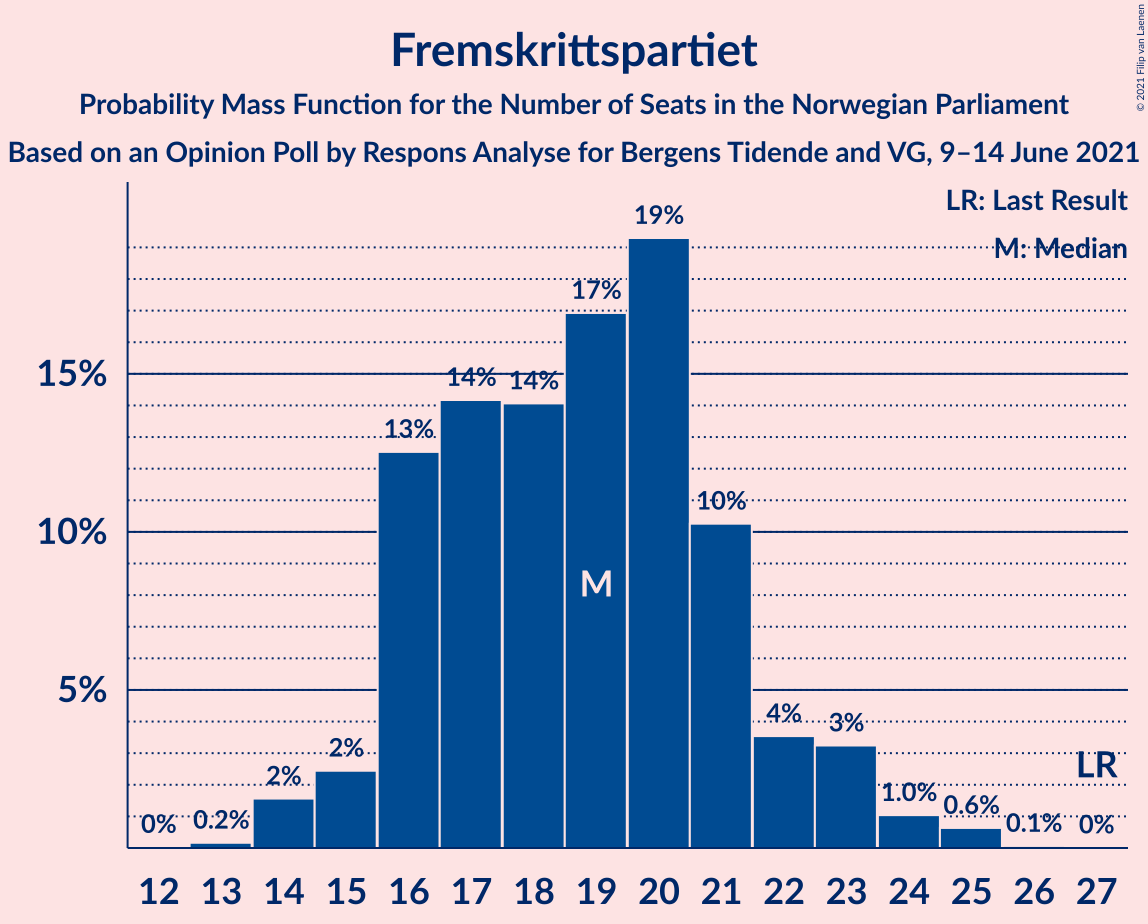 Fremskrittspartiet
Probability Mass Function for the Number of Seats in the Norwegian Parliament
Based on an Opinion Poll by Respons Analyse for Bergens Tidende and VG, 9–14 June 2021
© 2021 Filip van Laenen
LR: Last Result
M: Median
15%
10%
5%
0% 0.2% 2% 2% 13% 14% 14% 17% 19% 10% 4% 3% 1.0% 0.6% 0.1% 0%
M
LR
12 13 14 15 16 17 18 19 20 21 22 23 24 25 26 27